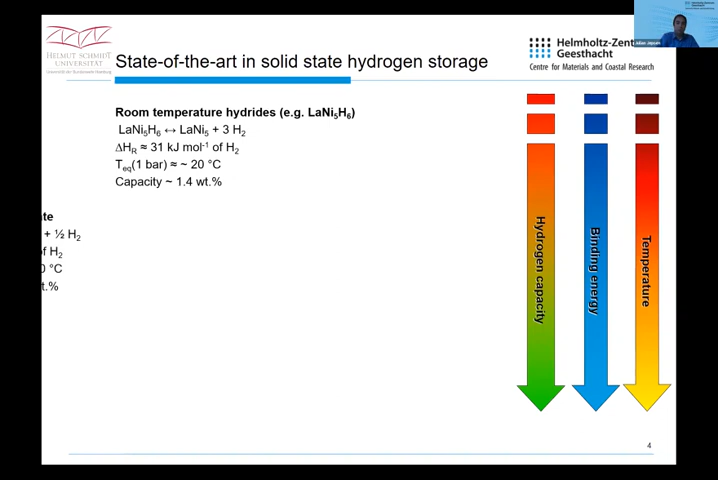 HELMUT SCHMIDT
UNIVERSITÄT
Universität der Bundeswehr Hamburg
State-of-the-art in solid state hydrogen storage
Helmholtz-Zent
Geesthacht
Centre for Materials and Coastal Research
Room temperature hydrides (e.g. LaNi₅H₆)
LaNi₅H₆ ↔ LaNi₅ + 3 H₂
ΔH_R ≈ 31 kJ mol⁻¹ of H₂
T_eq(1 bar) ≈ ~ 20 °C
Capacity ~ 1.4 wt.%
te
+ ½ H₂
f H₂
0 °C
t.%
Hydrogen capacity
Binding energy
Temperature
4